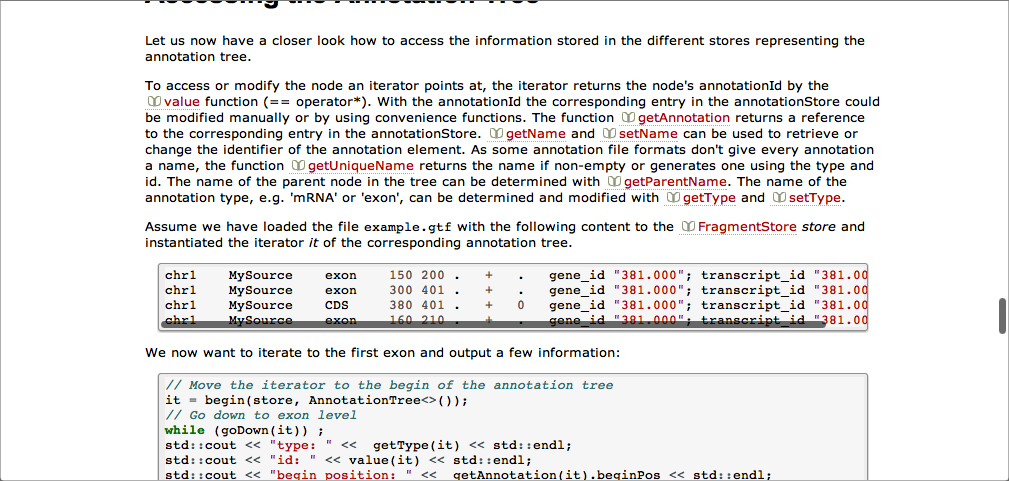 Accessing the Annotation Tree
Let us now have a closer look how to access the information stored in the different stores representing the
annotation tree.
To access or modify the node an iterator points at, the iterator returns the node's annotationId by the
value function (== operator*). With the annotationId the corresponding entry in the annotationStore could
be modified manually or by using convenience functions. The function getAnnotation returns a reference
to the corresponding entry in the annotationStore. getName and setName can be used to retrieve or
change the identifier of the annotation element. As some annotation file formats don't give every annotation
a name, the function getUniqueName returns the name if non-empty or generates one using the type and
id. The name of the parent node in the tree can be determined with getParentName. The name of the
annotation type, e.g. 'mRNA' or 'exon', can be determined and modified with getType and setType.
Assume we have loaded the file example.gtf with the following content to the FragmentStore store and
instantiated the iterator it of the corresponding annotation tree.
chr1 MySource exon 150 200 . + . gene_id "381.000"; transcript_id "381.00
chr1 MySource exon 300 401 . + . gene_id "381.000"; transcript_id "381.00
chr1 MySource CDS 380 401 . + 0 gene_id "381.000"; transcript_id "381.00
chr1 MySource exon 160 210 . + . gene_id "381.000"; transcript_id "381.00
We now want to iterate to the first exon and output a few information:
// Move the iterator to the begin of the annotation tree
it = begin(store, AnnotationTree<>());
// Go down to exon level
while (goDown(it)) ;
std::cout << "type: " << getType(it) << std::endl;
std::cout << "id: " << value(it) << std::endl;
std::cout << "begin position: " << getAnnotation(it).beginPos << std::endl;